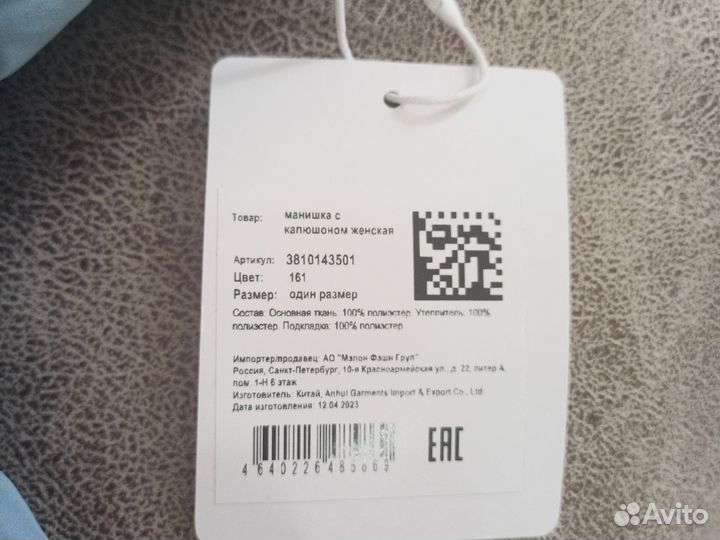 Товар: манишка с
капюшоном женская
Артикул: 3810143501
Цвет: 161
Размер: один размер
Состав: Основная ткань: 100% полиэстер. Утеплитель: 100%
полиэстер. Подкладка: 100% полиэстер
Импортер/продавец: АО "Мэлон Фэшн Груп"
Россия, Санкт-Петербург, 10-я Красноармейская ул., д. 22, литер А,
пом. 1-Н 6 этаж
Изготовитель: Китай, Anhui Garments Import & Export Co., Ltd
Дата изготовления: 12.04.2023
4640226485869
EAC
Avito